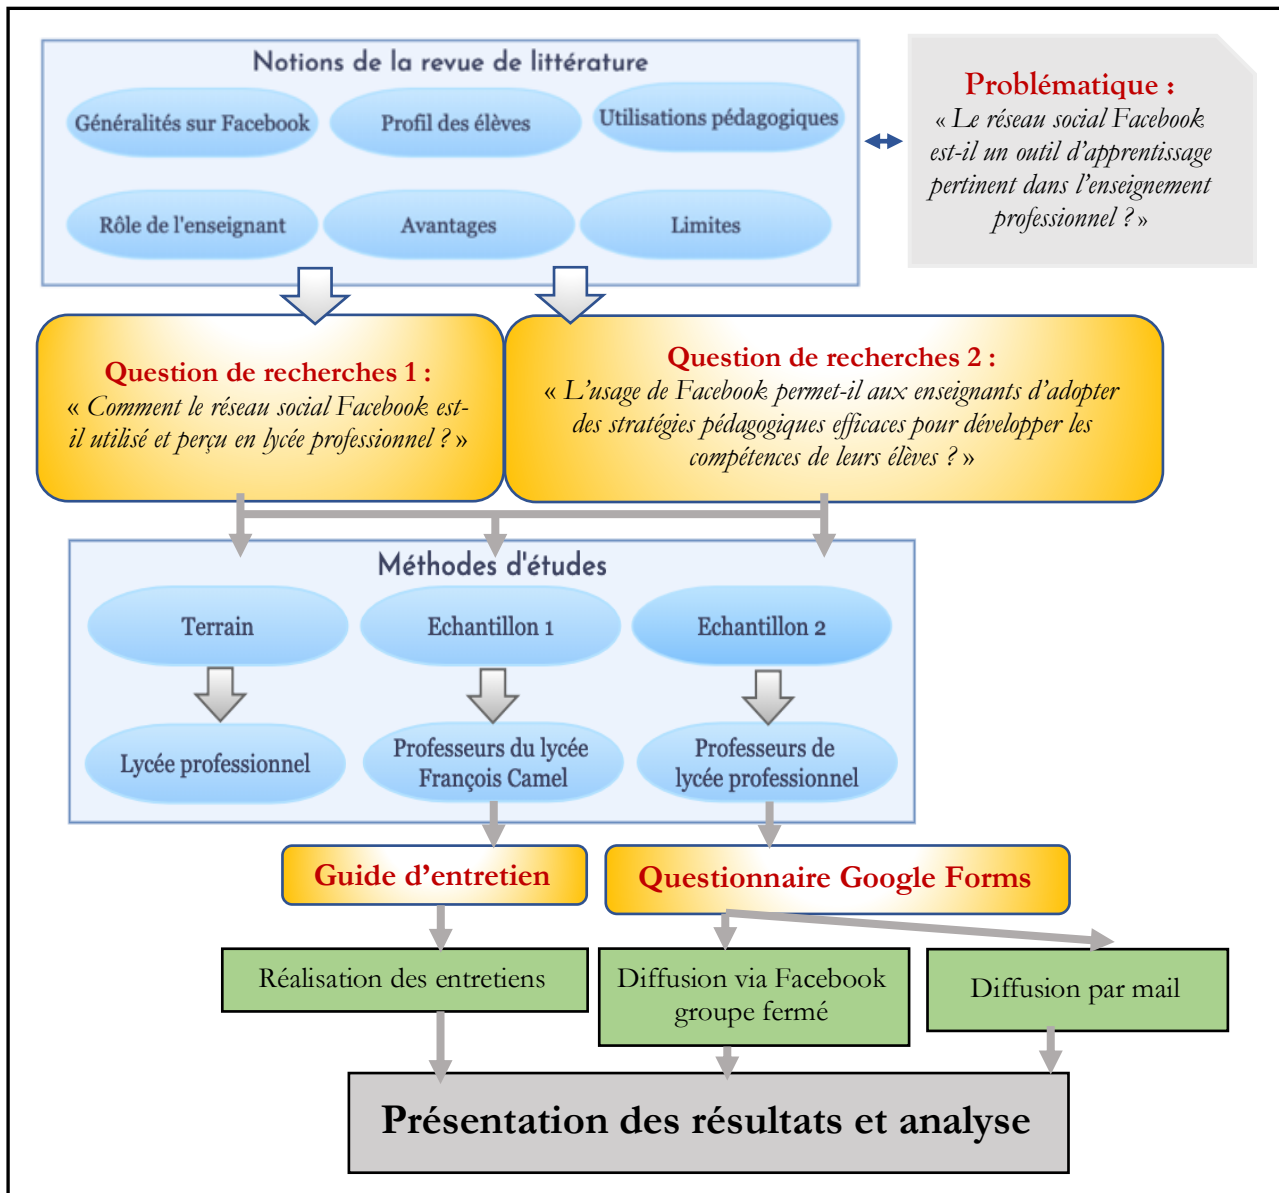 Notions de la revue de littérature
Généralités sur Facebook
Profil des élèves
Utilisations pédagogiques
Rôle de l'enseignant
Avantages
Limites
Problématique :
« Le réseau social Facebook
est-il un outil d’apprentissage
pertinent dans l’enseignement
professionnel ? »
Question de recherches 1 :
« Comment le réseau social Facebook est-
il utilisé et perçu en lycée professionnel ? »
Question de recherches 2 :
« L’usage de Facebook permet-il aux enseignants d’adopter
des stratégies pédagogiques efficaces pour développer les
compétences de leurs élèves ? »
Méthodes d'études
Terrain
Echantillon 1
Echantillon 2
Lycée professionnel
Professeurs du lycée
François Camel
Professeurs de
lycée professionnel
Guide d’entretien
Questionnaire Google Forms
Réalisation des entretiens
Diffusion via Facebook
groupe fermé
Diffusion par mail
Présentation des résultats et analyse